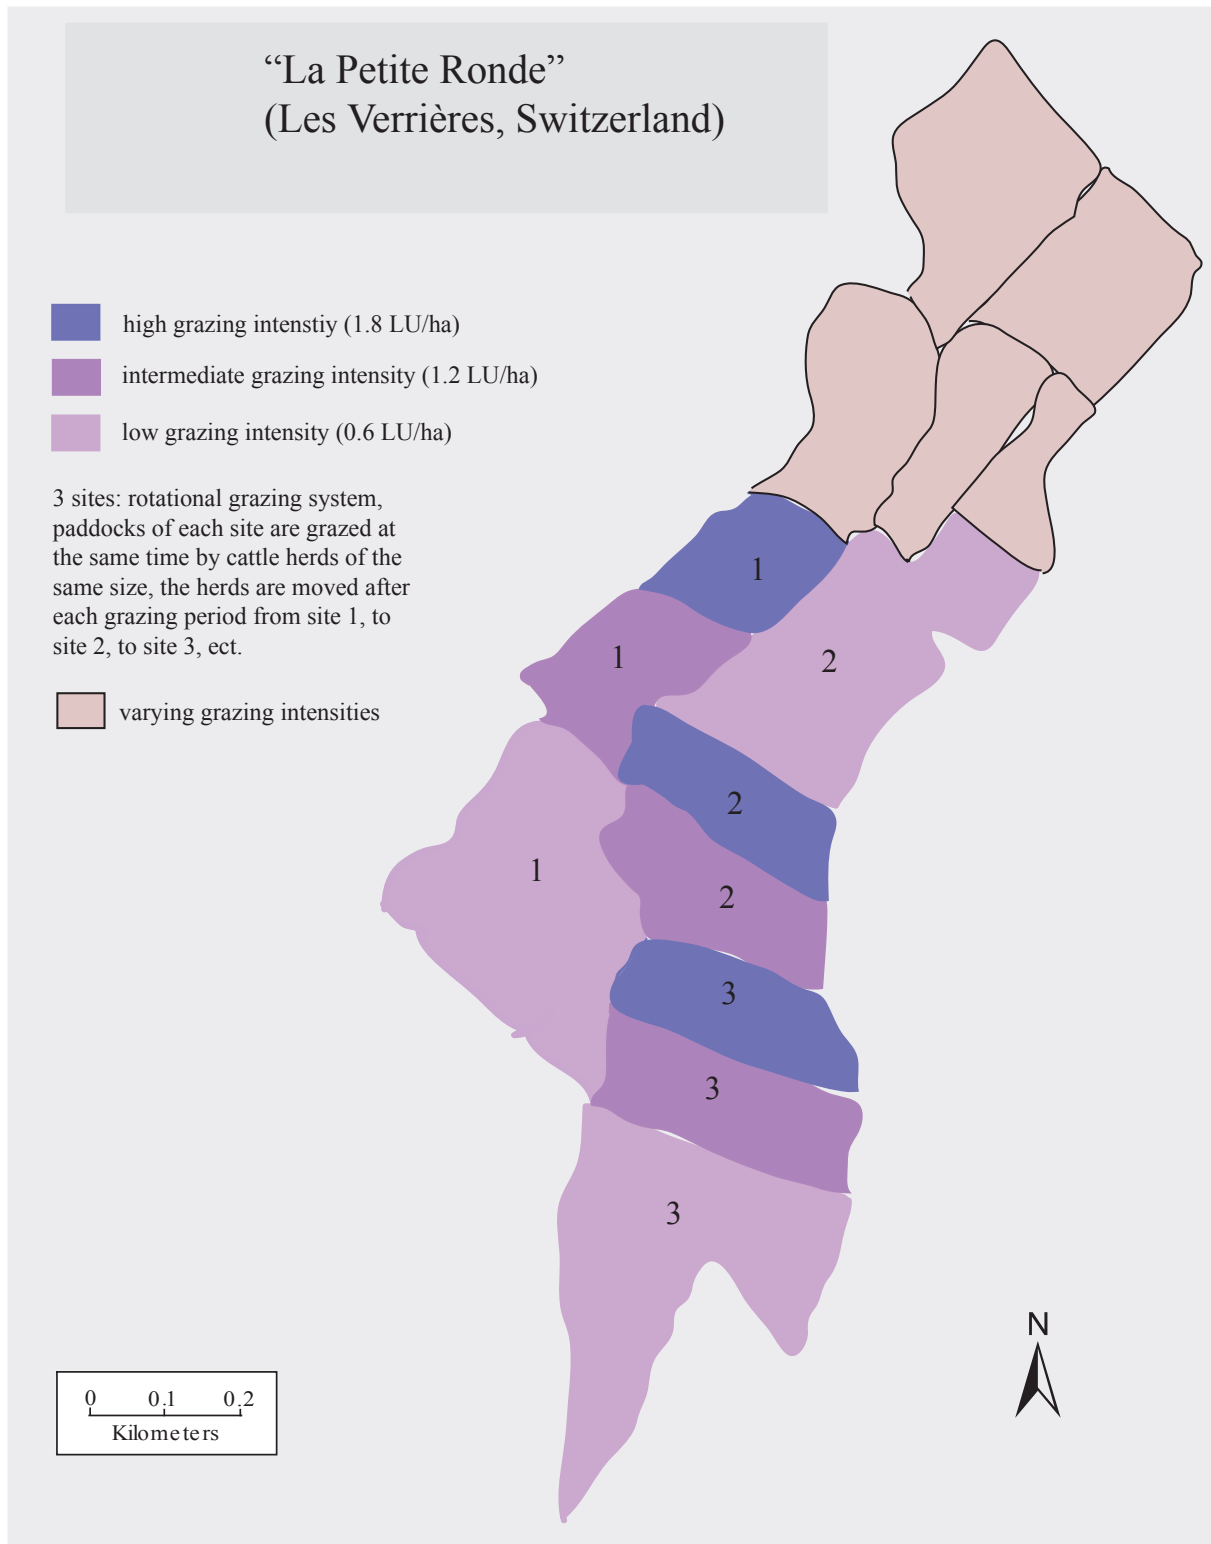 “La Petite Ronde”
(Les Verrières, Switzerland)
high grazing intenstiy (1.8 LU/ha)
intermediate grazing intensity (1.2 LU/ha)
low grazing intensity (0.6 LU/ha)
3 sites: rotational grazing system,
paddocks of each site are grazed at
the same time by cattle herds of the
same size, the herds are moved after
each grazing period from site 1, to
site 2, to site 3, ect.
varying grazing intensities
1
1
2
2
1
2
3
3
3
N
0 0.1 0.2
Kilometers